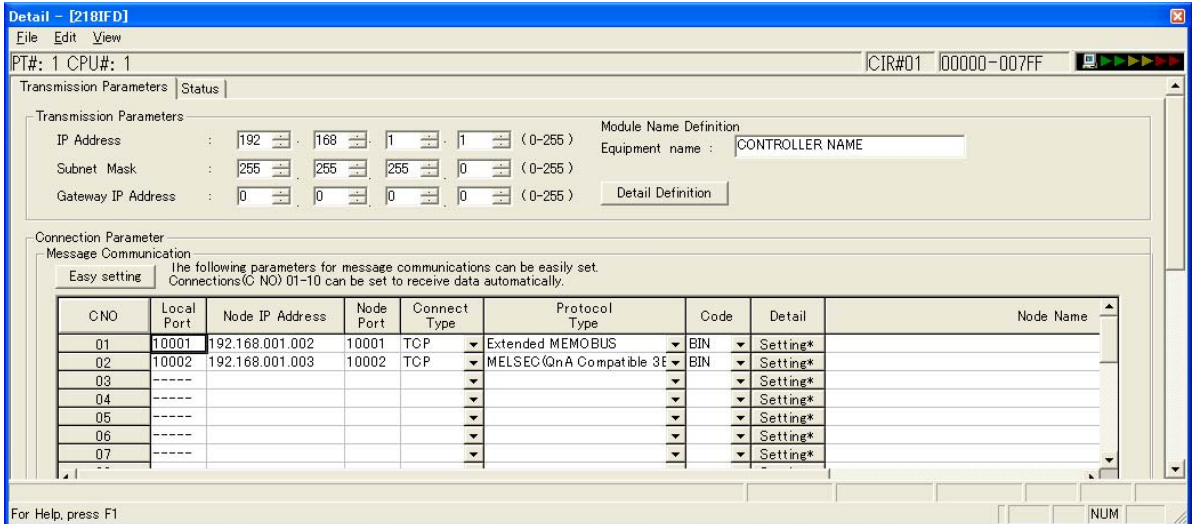 Detail - [218IFD]
File Edit View
PT#: 1 CPU#: 1 CIR#01 00000-007FF
Transmission Parameters Status
Transmission Parameters
IP Address : 192 . 168 . 1 . 1 (0-255)
Subnet Mask : 255 . 255 . 255 . 0 (0-255)
Gateway IP Address : 0 . 0 . 0 . 0 (0-255)
Module Name Definition
Equipment name : CONTROLLER NAME
Detail Definition
Connection Parameter
Message Communication
Easy setting
The following parameters for message communications can be easily set.
Connections(C NO) 01-10 can be set to receive data automatically.
CNO Local Port Node IP Address Node Port Connect Type Protocol Type Code Detail Node Name
01 10001 192.168.001.002 10001 TCP Extended MEMOBUS BIN Setting*
02 10002 192.168.001.003 10002 TCP MELSEC(QnA Compatible 3E BIN Setting*
03 ----- Setting*
04 ----- Setting*
05 ----- Setting*
06 ----- Setting*
07 ----- Setting*
For Help, press F1 NUM